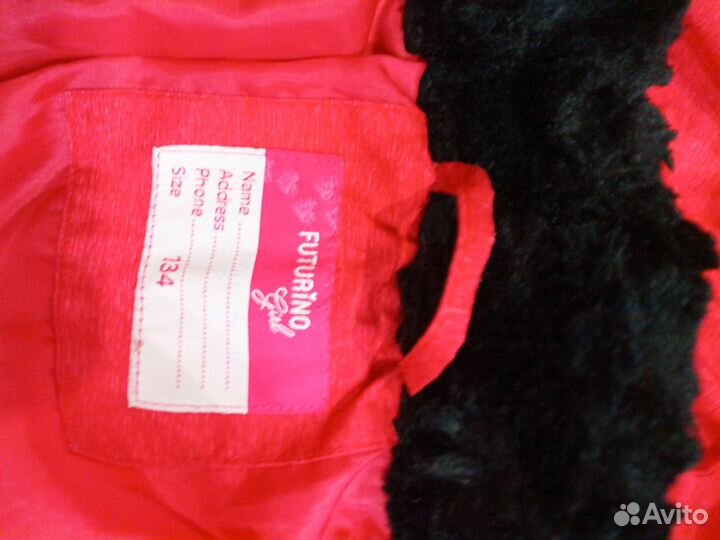 FUTURINO
Girl
Name ..........................
Address ..........................
Phone ..........................
Size 134
Avito